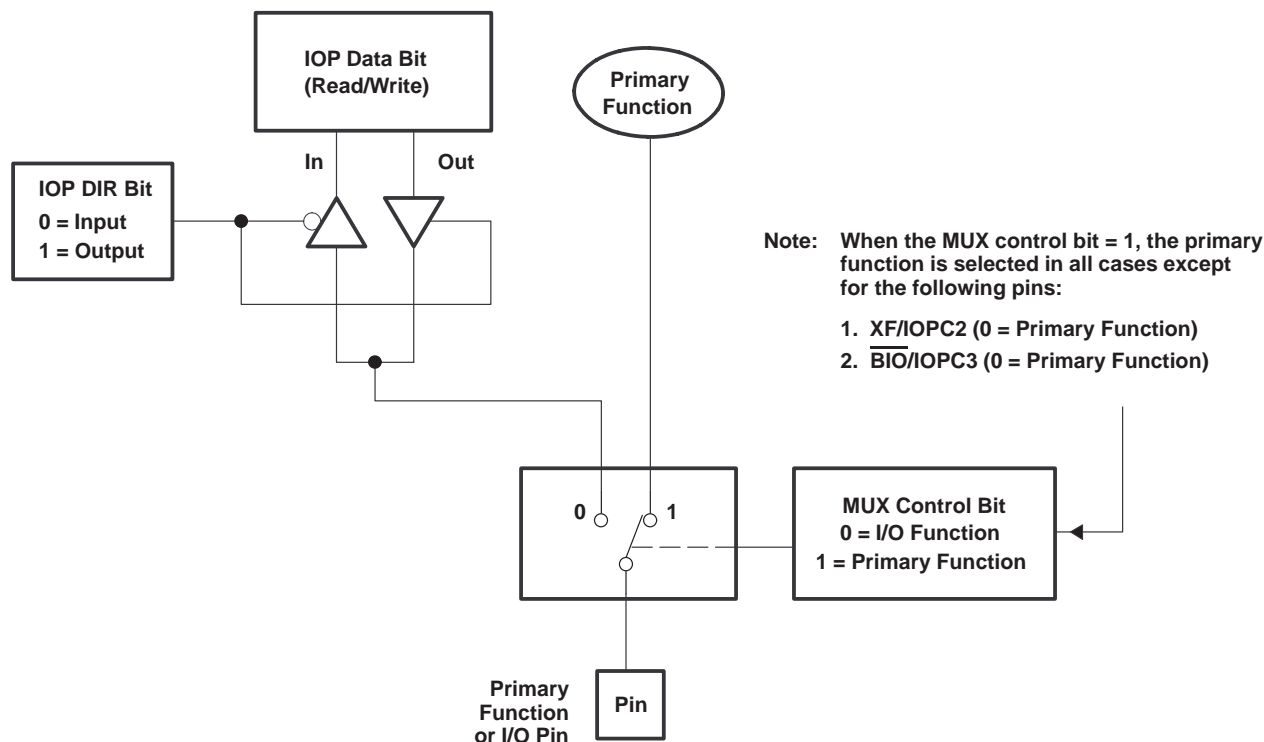 IOP Data Bit
(Read/Write)
Primary
Function
In
Out
IOP DIR Bit
0 = Input
1 = Output
Note: When the MUX control bit = 1, the primary
function is selected in all cases except
for the following pins:
1. XF/IOPC2 (0 = Primary Function)
2. B̅I̅O̅/IOPC3 (0 = Primary Function)
0
1
MUX Control Bit
0 = I/O Function
1 = Primary Function
Primary
Function
or I/O Pin
Pin